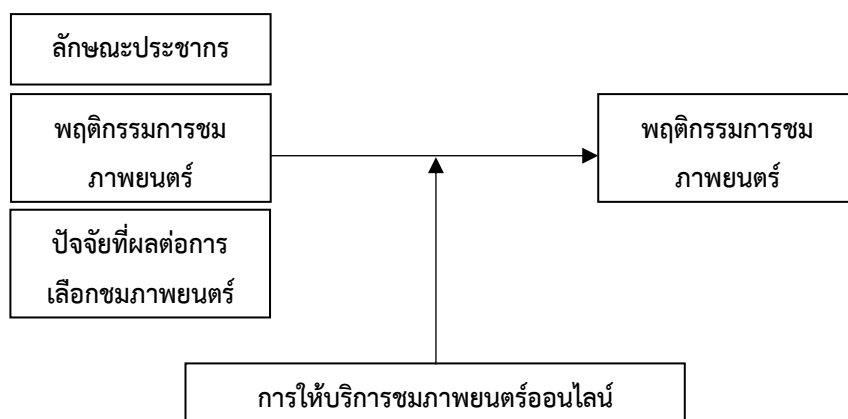 ลักษณะประชากร
พฤติกรรมการชม
ภาพยนตร์
ปัจจัยที่ผลต่อการ
เลือกชมภาพยนตร์
พฤติกรรมการชม
ภาพยนตร์
การให้บริการชมภาพยนตร์ออนไลน์